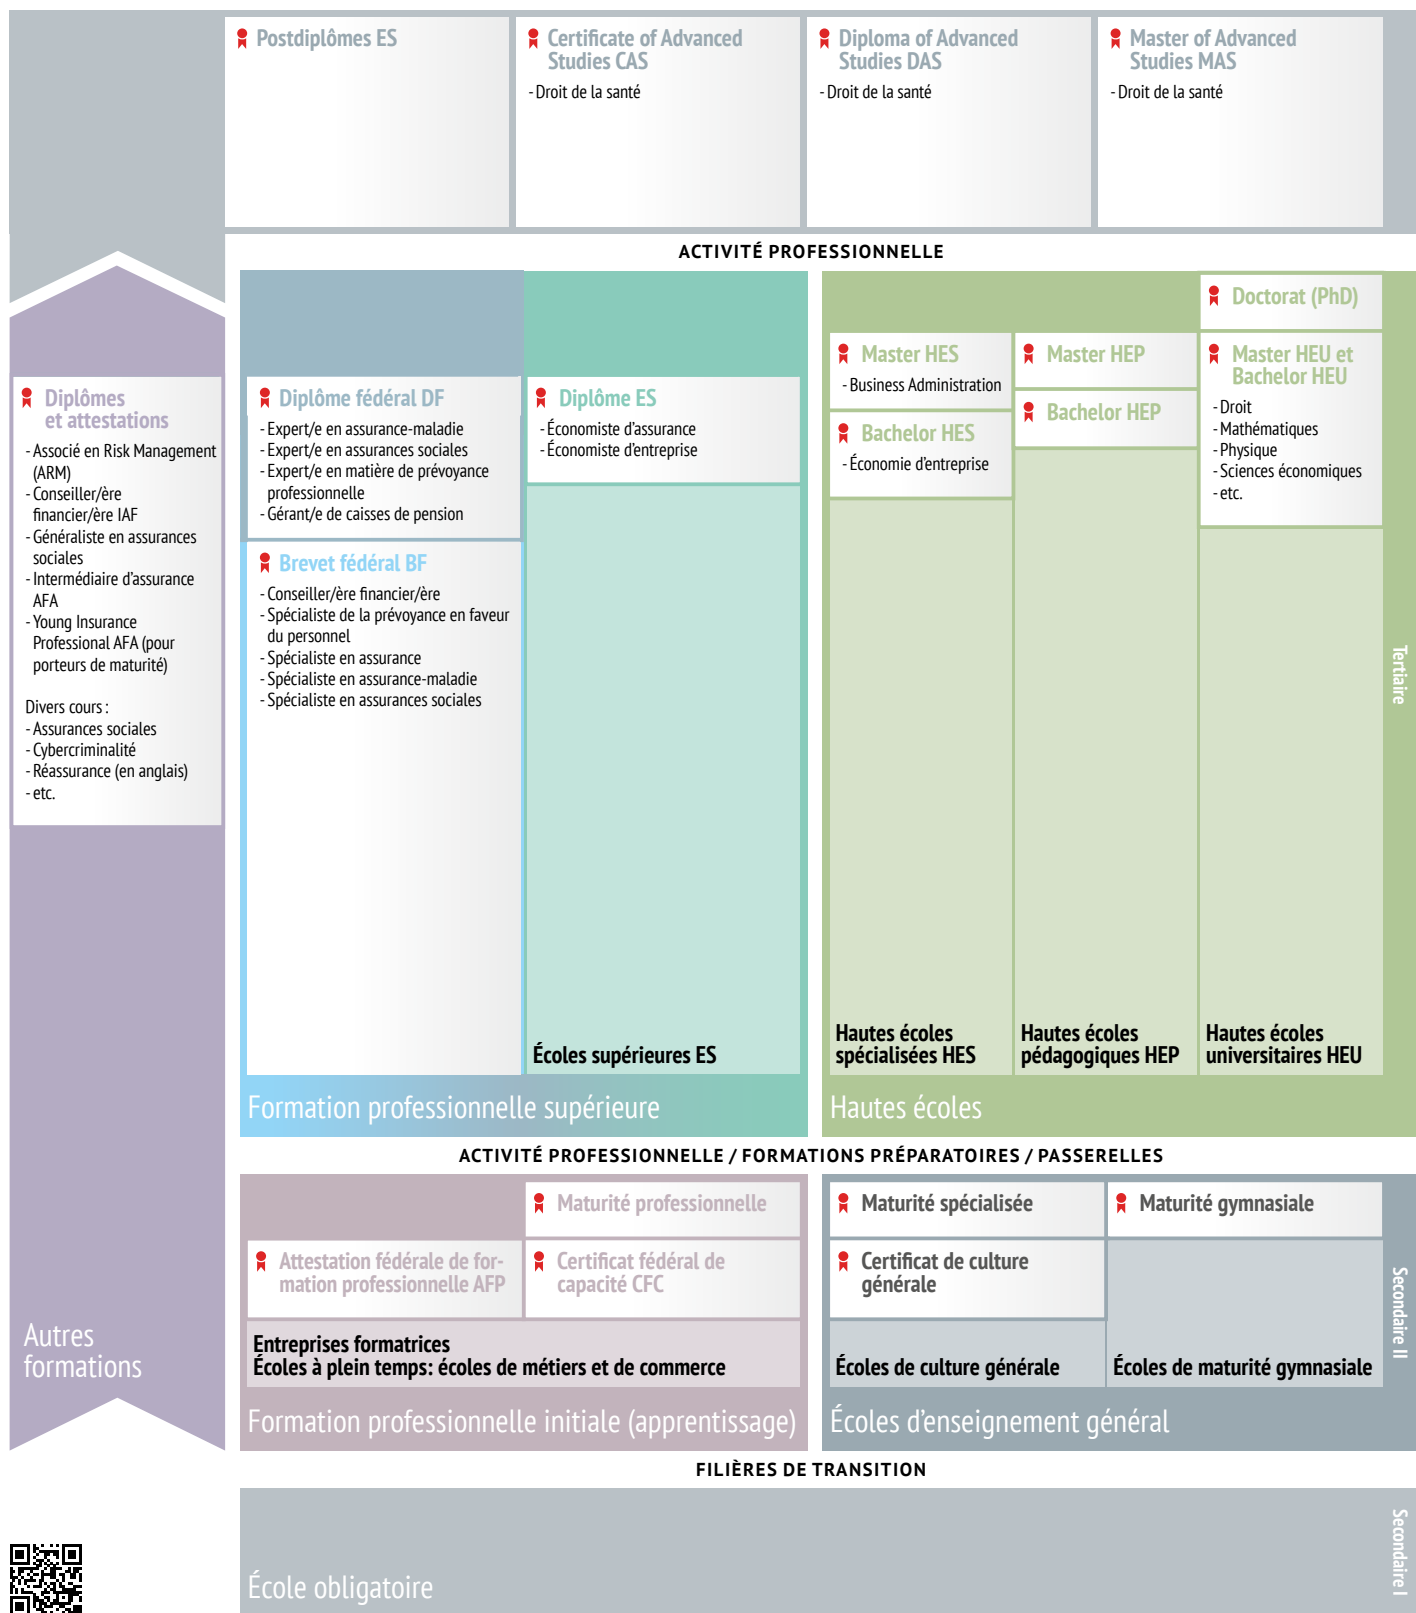 Postdiplômes ES
Certificate of Advanced
Studies CAS
- Droit de la santé
Diploma of Advanced
Studies DAS
- Droit de la santé
Master of Advanced
Studies MAS
- Droit de la santé
ACTIVITÉ PROFESSIONNELLE
Diplômes
et attestations
- Associé en Risk Management
(ARM)
- Conseiller/ère
financier/ère IAF
- Généraliste en assurances
sociales
- Intermédiaire d’assurance
AFA
- Young Insurance
Professional AFA (pour
porteurs de maturité)
Divers cours :
- Assurances sociales
- Cybercriminalité
- Réassurance (en anglais)
- etc.
Autres
formations
Diplôme fédéral DF
- Expert/e en assurance-maladie
- Expert/e en assurances sociales
- Expert/e en matière de prévoyance
professionnelle
- Gérant/e de caisses de pension
Brevet fédéral BF
- Conseiller/ère financier/ère
- Spécialiste de la prévoyance en faveur
du personnel
- Spécialiste en assurance
- Spécialiste en assurance-maladie
- Spécialiste en assurances sociales
Diplôme ES
- Économiste d’assurance
- Économiste d’entreprise
Écoles supérieures ES
Formation professionnelle supérieure
Master HES
- Business Administration
Bachelor HES
- Économie d’entreprise
Hautes écoles
spécialisées HES
Master HEP
Bachelor HEP
Hautes écoles
pédagogiques HEP
Doctorat (PhD)
Master HEU et
Bachelor HEU
- Droit
- Mathématiques
- Physique
- Sciences économiques
- etc.
Hautes écoles
universitaires HEU
Hautes écoles
Tertiaire
ACTIVITÉ PROFESSIONNELLE / FORMATIONS PRÉPARATOIRES / PASSERELLES
Maturité professionnelle
Attestation fédérale de for-
mation professionnelle AFP
Certificat fédéral de
capacité CFC
Entreprises formatrices
Écoles à plein temps: écoles de métiers et de commerce
Formation professionnelle initiale (apprentissage)
Maturité spécialisée
Certificat de culture
générale
Écoles de culture générale
Maturité gymnasiale
Écoles de maturité gymnasiale
Écoles d’enseignement général
Secondaire II
FILIÈRES DE TRANSITION
École obligatoire
Secondaire I